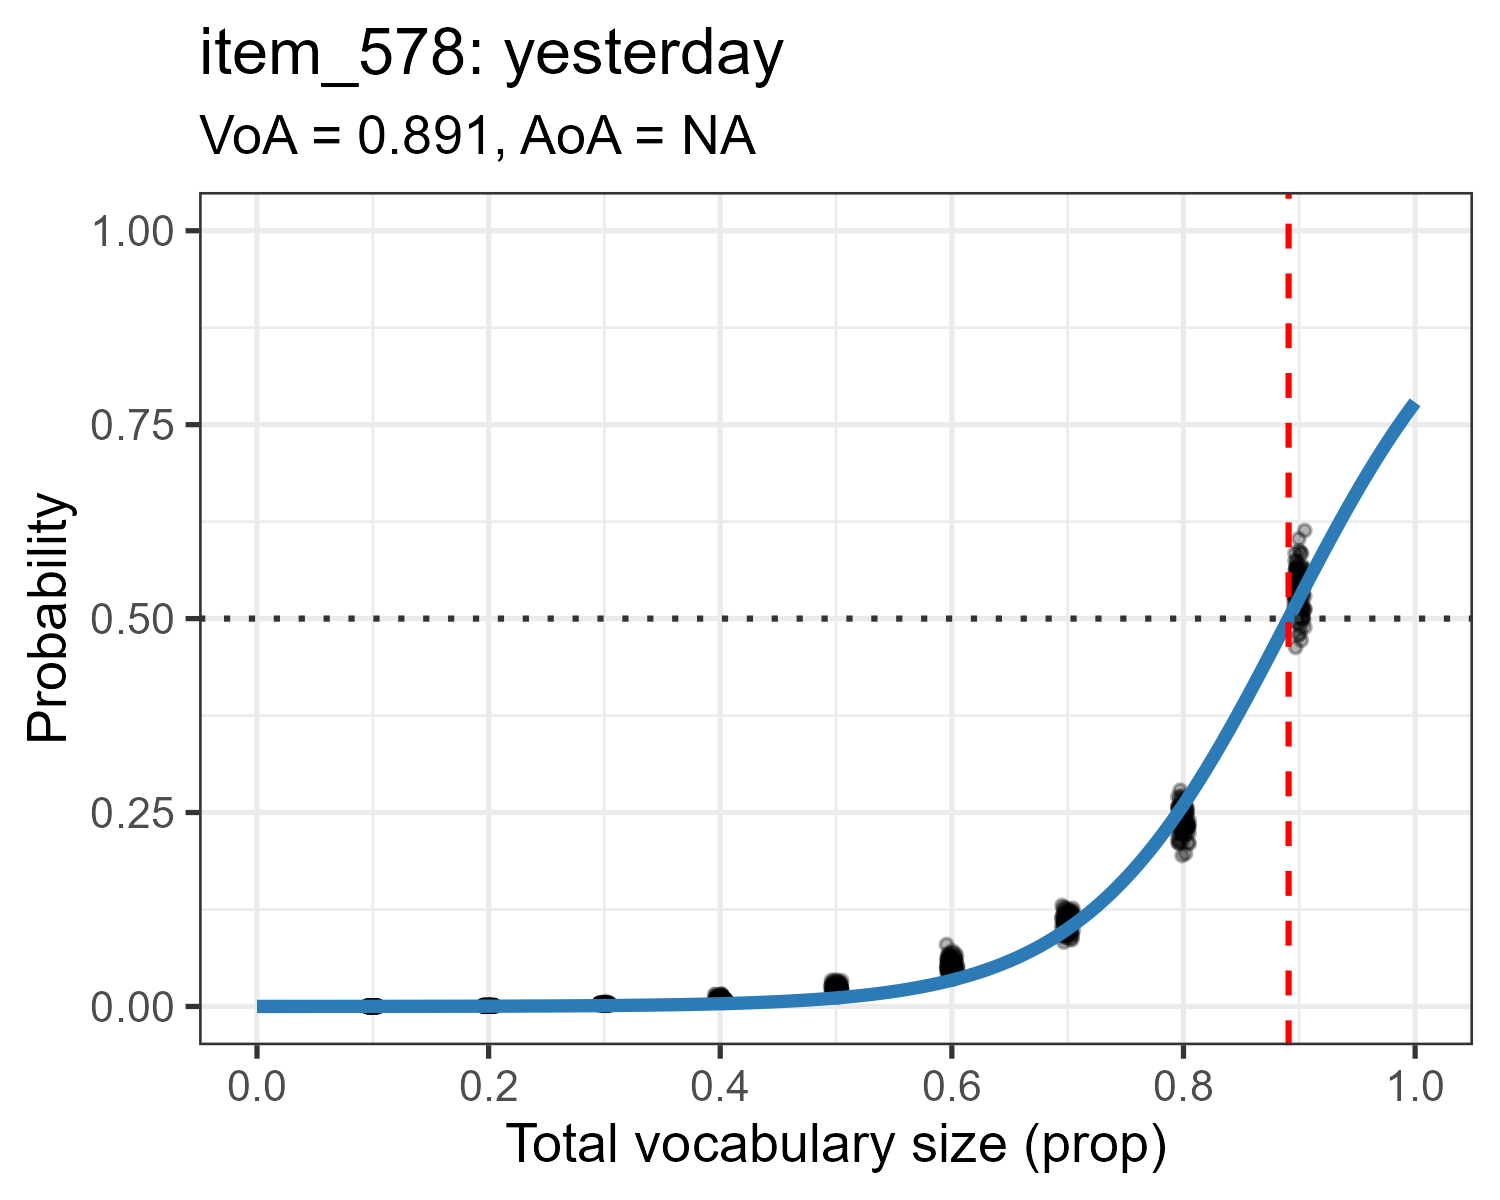 item_578: yesterday
VoA = 0.891, AoA = NA
1.00
0.75
0.50
0.25
0.00
Probability
0.0 0.2 0.4 0.6 0.8 1.0
Total vocabulary size (prop)